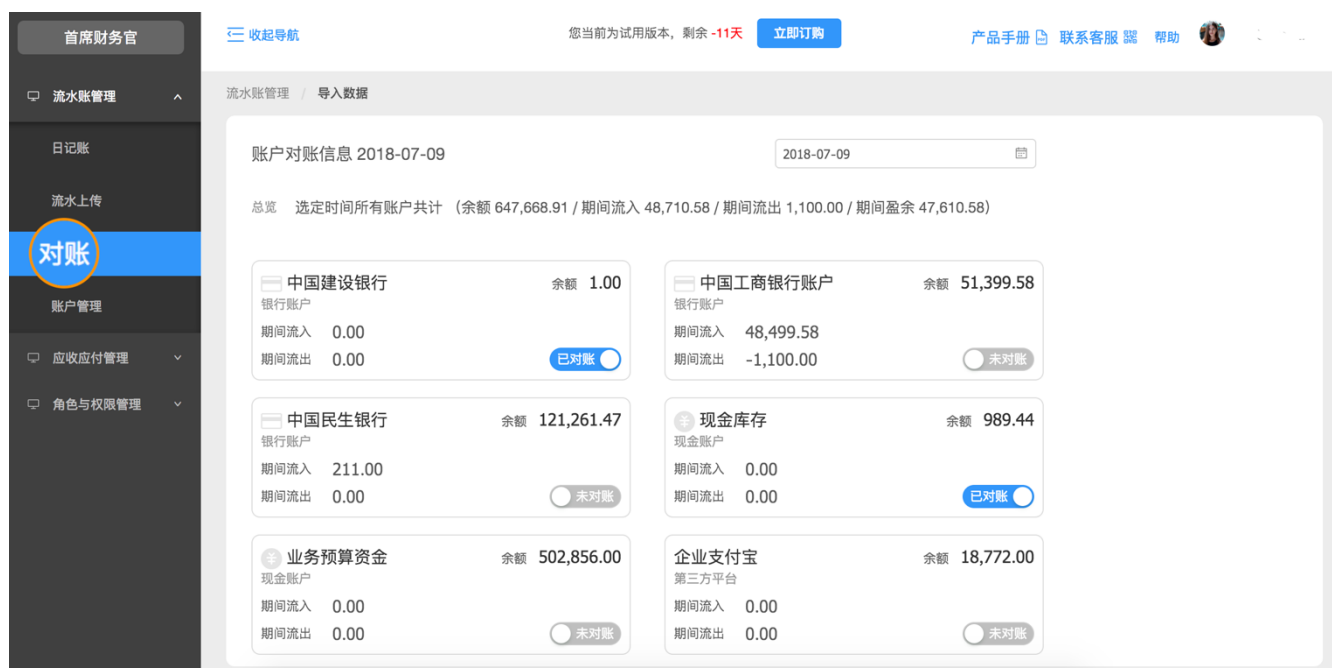 首席财务官
收起导航
您当前为试用版本，剩余 -11天 立即订购
产品手册 联系客服 帮助
流水账管理
日记账
流水上传
对账
账户管理
应收应付管理
角色与权限管理
流水账管理 / 导入数据
账户对账信息 2018-07-09
2018-07-09
总览 选定时间所有账户共计 （余额 647,668.91 / 期间流入 48,710.58 / 期间流出 1,100.00 / 期间盈余 47,610.58）
中国建设银行 余额 1.00
银行账户
期间流入 0.00
期间流出 0.00 已对账
中国工商银行账户 余额 51,399.58
银行账户
期间流入 48,499.58
期间流出 -1,100.00 未对账
中国民生银行 余额 121,261.47
银行账户
期间流入 211.00
期间流出 0.00 未对账
现金库存 余额 989.44
现金账户
期间流入 0.00
期间流出 0.00 已对账
业务预算资金 余额 502,856.00
现金账户
期间流入 0.00
期间流出 0.00 未对账
企业支付宝 余额 18,772.00
第三方平台
期间流入 0.00
期间流出 0.00 未对账